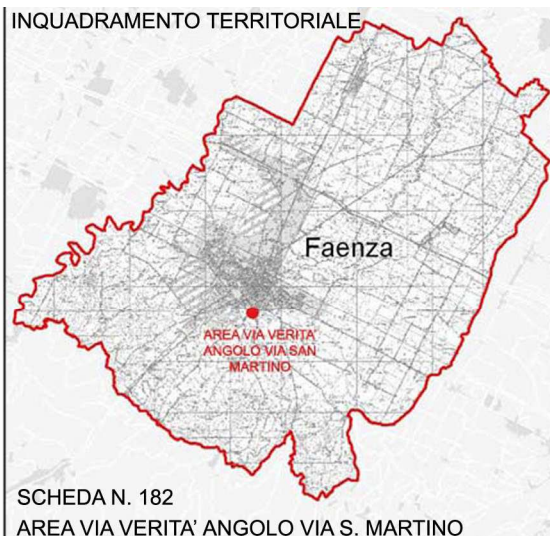 INQUADRAMENTO TERRITORIALE
Faenza
AREA VIA VERITA'
ANGOLO VIA SAN
MARTINO
SCHEDA N. 182
AREA VIA VERITA' ANGOLO VIA S. MARTINO